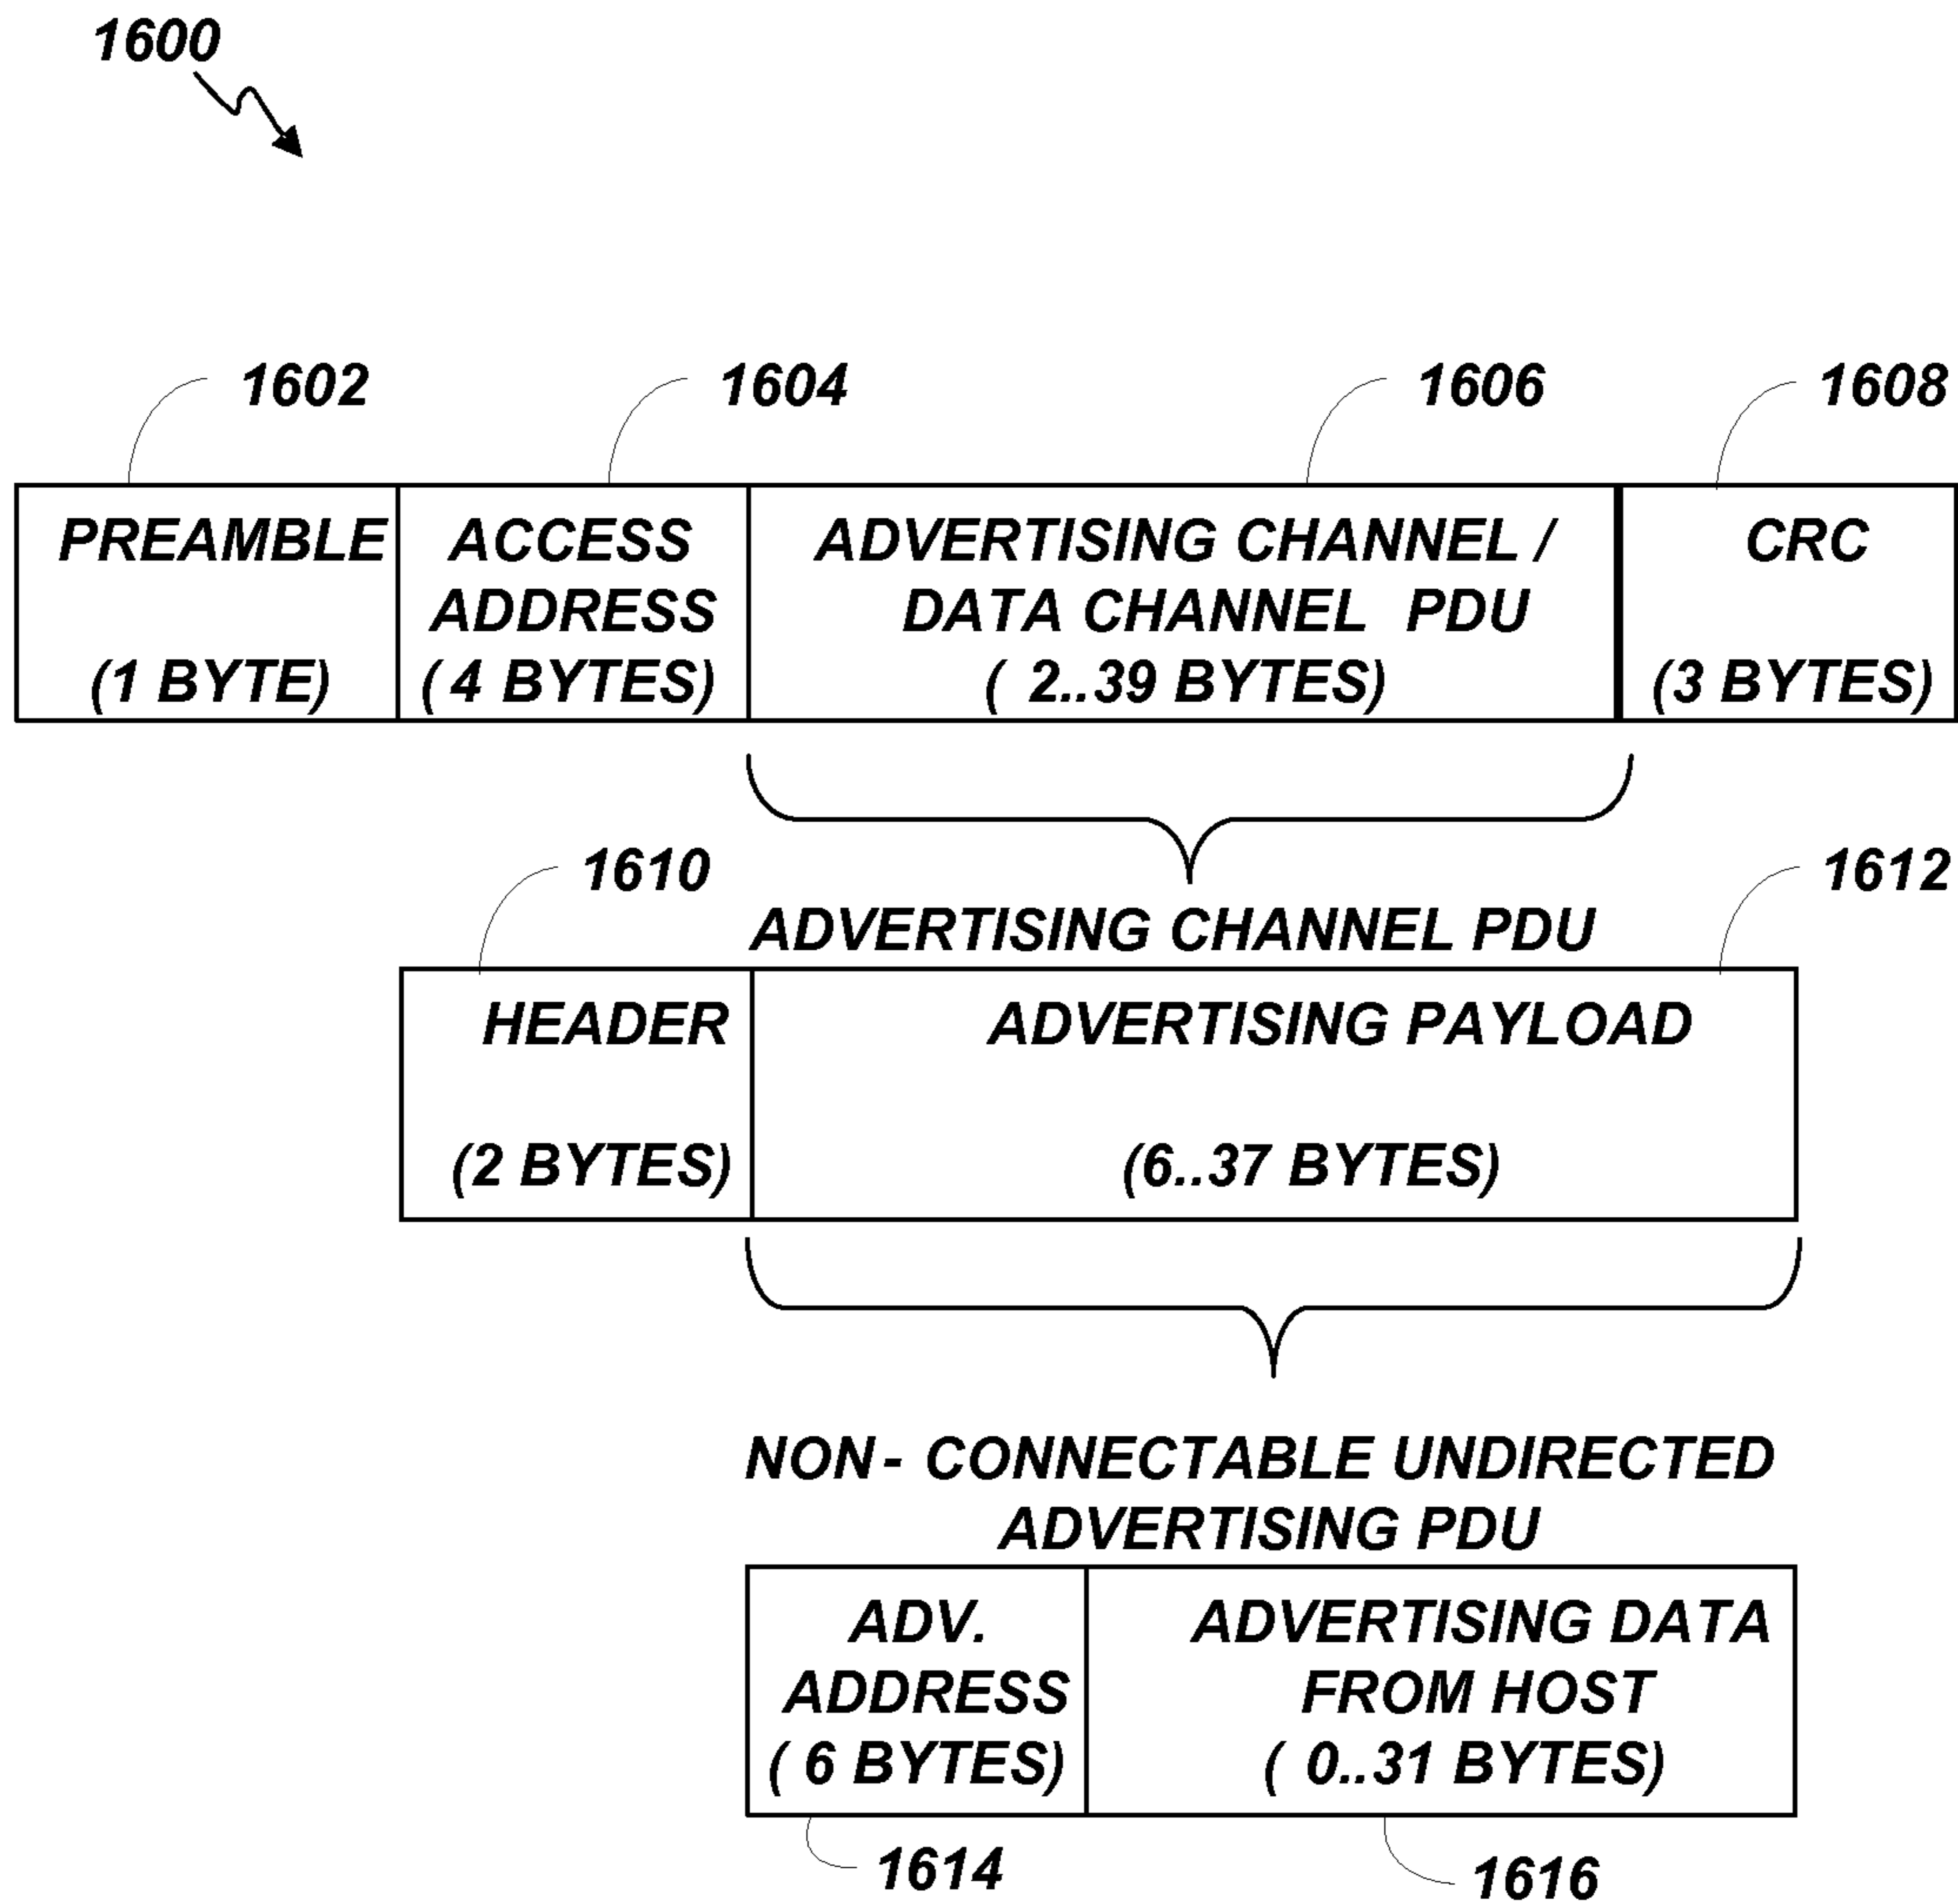 1600
1602
1604
1606
1608
PREAMBLE
(1 BYTE)
ACCESS
ADDRESS
( 4 BYTES)
ADVERTISING CHANNEL /
DATA CHANNEL PDU
( 2..39 BYTES)
CRC
(3 BYTES)
1610
1612
ADVERTISING CHANNEL PDU
HEADER
(2 BYTES)
ADVERTISING PAYLOAD
(6..37 BYTES)
NON- CONNECTABLE UNDIRECTED
ADVERTISING PDU
ADV.
ADDRESS
( 6 BYTES)
ADVERTISING DATA
FROM HOST
( 0..31 BYTES)
1614
1616